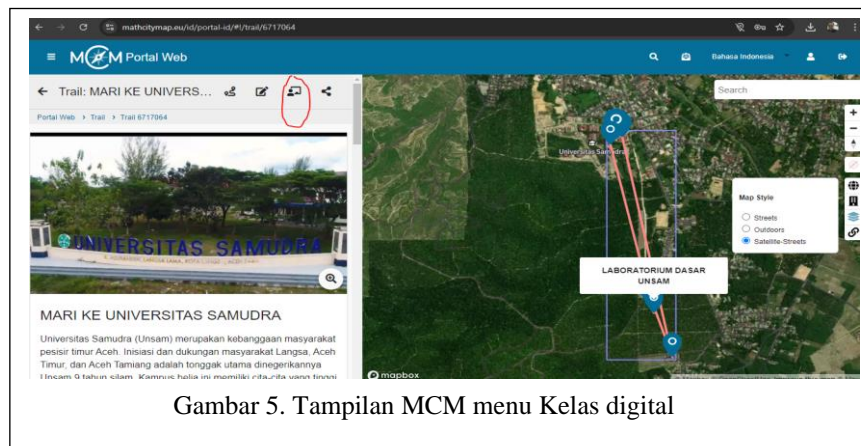 mathcitymap.eu/id/portal-id/#!/trail/6717064
MCM Portal Web
Bahasa Indonesia
Trail: MARI KE UNIVERS...
Portal Web › Trail › Trail 6717064
UNIVERSITAS SAMUDRA
MARI KE UNIVERSITAS SAMUDRA
Universitas Samudra (Unsam) merupakan kebanggaan masyarakat
pesisir timur Aceh. Inisiasi dan dukungan masyarakat Langsa, Aceh
Timur, dan Aceh Tamiang adalah tonggak utama dinegerikannya
Unsam 9 tahun silam. Kampus belia ini memiliki cita-cita yang tinggi
Search
Universitas Samudra
Map Style
Streets
Outdoors
Satellite-Streets
LABORATORIUM DASAR
UNSAM
mapbox
Gambar 5. Tampilan MCM menu Kelas digital